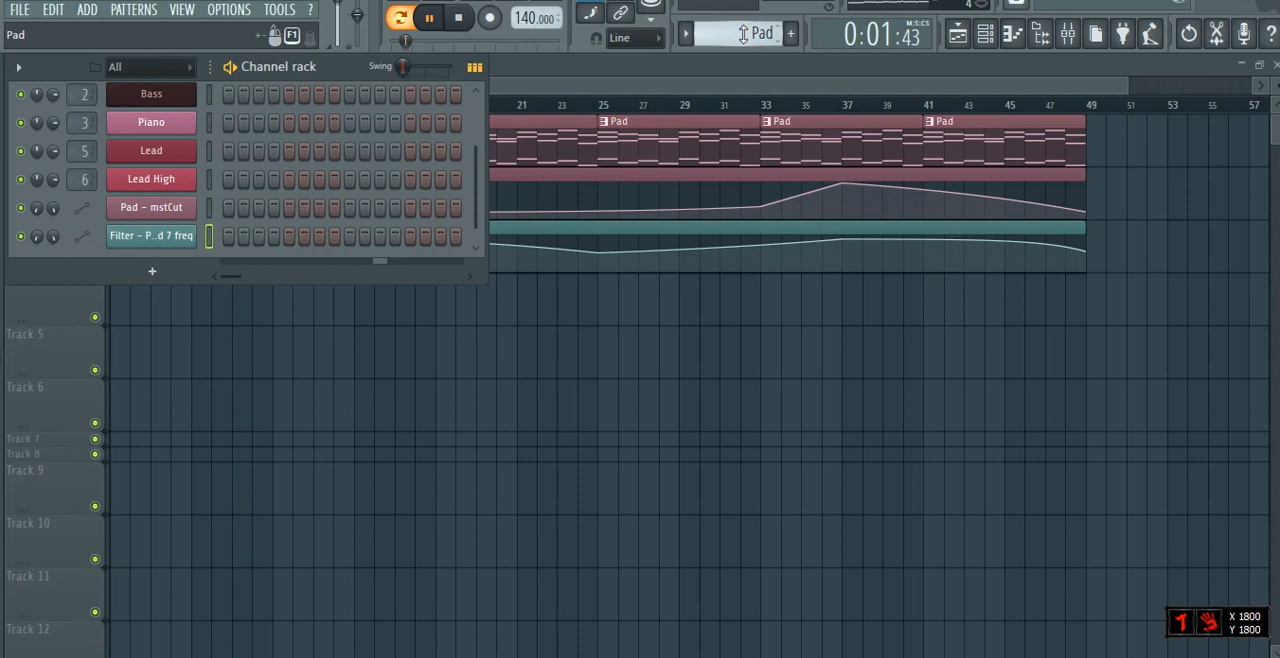 FILE EDIT ADD PATTERNS VIEW OPTIONS TOOLS ?
140.000
4
Pad
F1
Line
Pad +
0:01:43
M:S:CS
?
All
Channel rack
Swing
2 Bass
3 Piano
5 Lead
6 Lead High
Pad - mstCut
Filter - P..d 7 freq
+
21 23 25 27 29 31 33 35 37 39 41 43 45 47 49 51 53 55 57
Pad Pad Pad
Track 5
Track 6
Track 7
Track 8
Track 9
Track 10
Track 11
Track 12
X 1800
Y 1800